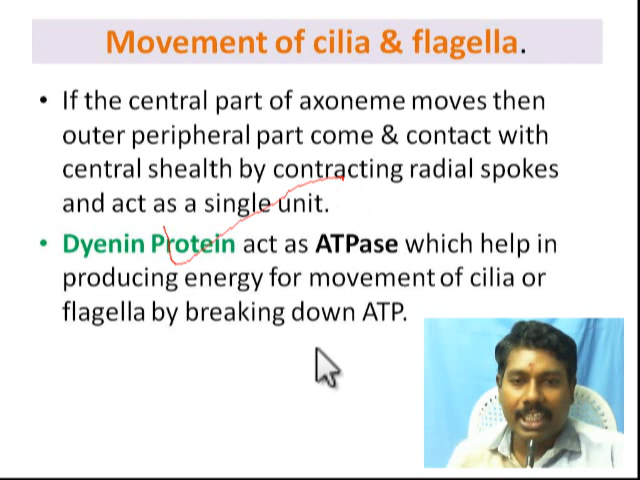 Movement of cilia & flagella.
• If the central part of axoneme moves then
outer peripheral part come & contact with
central shealth by contracting radial spokes
and act as a single unit.
• Dyenin Protein act as ATPase which help in
producing energy for movement of cilia or
flagella by breaking down ATP.